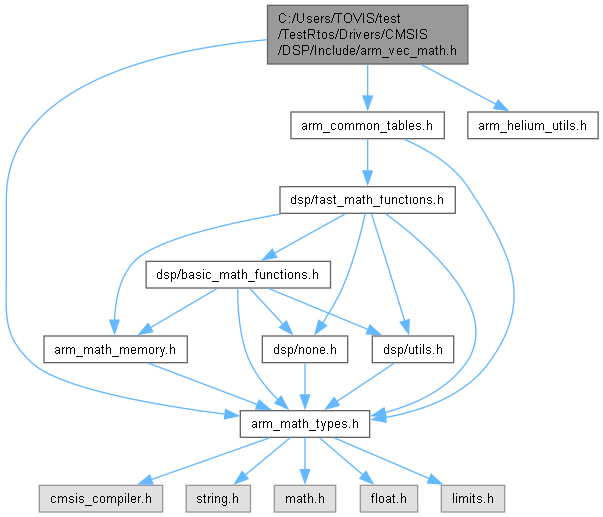 C:/Users/TOVIS/test
/TestRtos/Drivers/CMSIS
/DSP/Include/arm_vec_math.h
arm_common_tables.h
arm_helium_utils.h
dsp/fast_math_functions.h
dsp/basic_math_functions.h
arm_math_memory.h
dsp/none.h
dsp/utils.h
arm_math_types.h
cmsis_compiler.h
string.h
math.h
float.h
limits.h